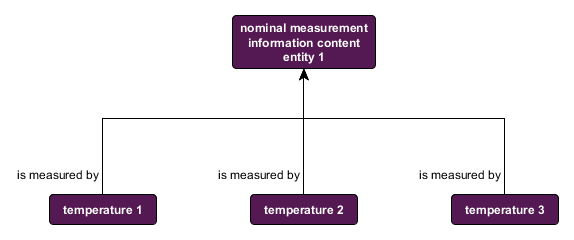 nominal measurement
information content
entity 1
is measured by
is measured by
is measured by
temperature 1
temperature 2
temperature 3